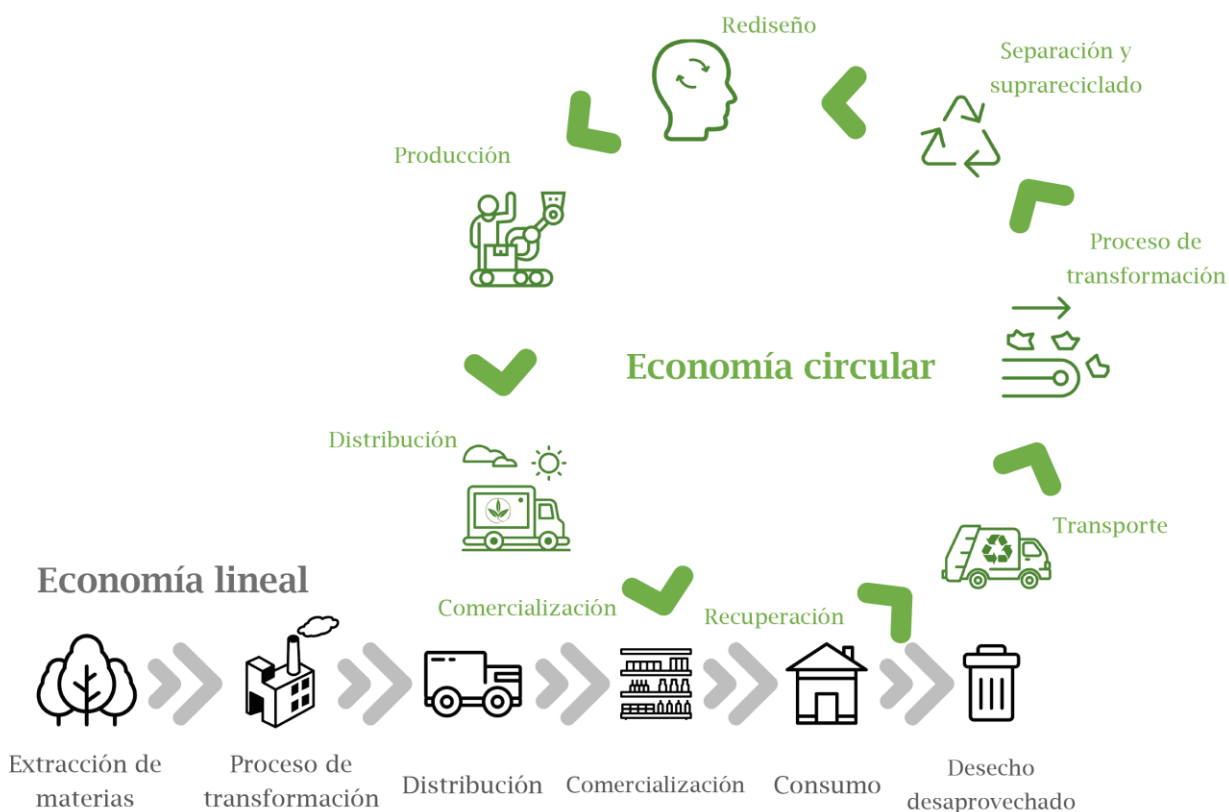 Rediseño
Separación y
suprareciclado
Producción
Proceso de
transformación
Economía circular
Distribución
Transporte
Economía lineal
Comercialización
Recuperación
Extracción de
materias
Proceso de
transformación
Distribución
Comercialización
Consumo
Desecho
desaprovechado